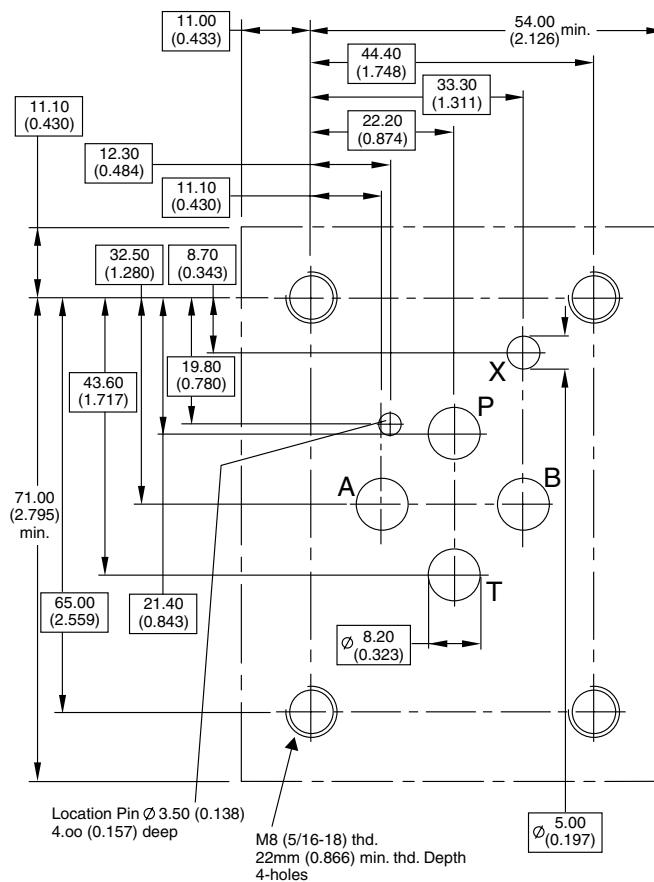 11.00
(0.433)
54.00
(2.126) min.
44.40
(1.748)
33.30
(1.311)
11.10
(0.430)
22.20
(0.874)
12.30
(0.484)
11.10
(0.430)
32.50
(1.280)
8.70
(0.343)
19.80
(0.780)
X
43.60
(1.717)
P
A
B
71.00
(2.795)
min.
T
65.00
(2.559)
21.40
(0.843)
Ø 8.20
(0.323)
Location Pin Ø 3.50 (0.138)
4.oo (0.157) deep
Ø 5.00
(0.197)
M8 (5/16-18) thd.
22mm (0.866) min. thd. Depth
4-holes